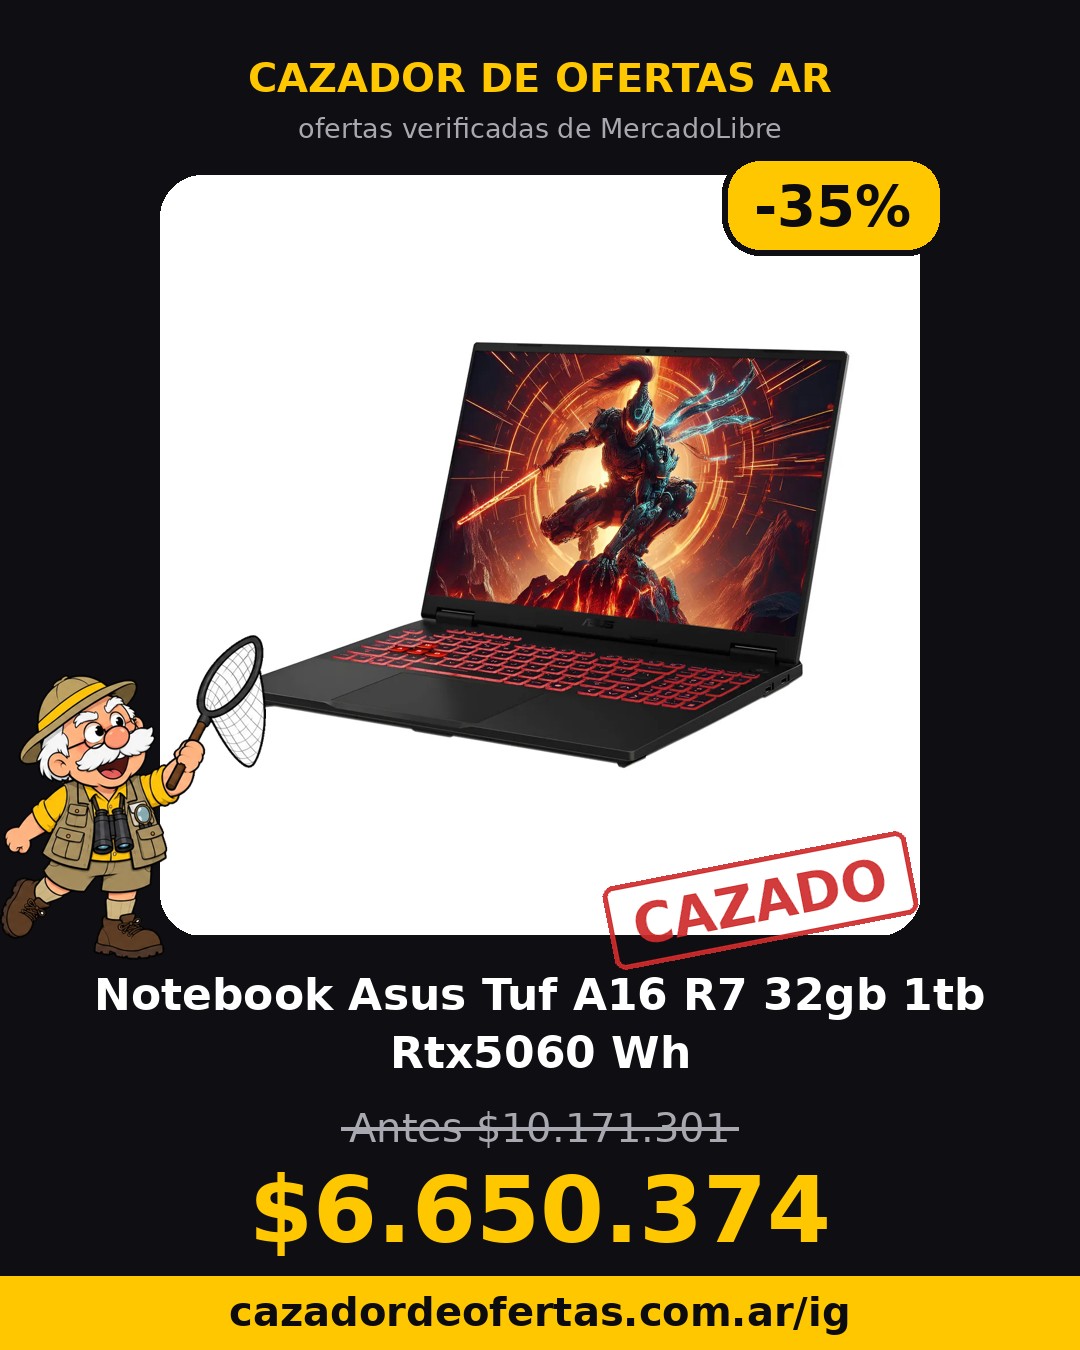 CAZADOR DE OFERTAS AR
ofertas verificadas de MercadoLibre
-35%
ASUS
CAZADO
Notebook Asus Tuf A16 R7 32gb 1tb
Rtx5060 Wh
Antes $10.171.301
$6.650.374
cazadordeofertas.com.ar/ig